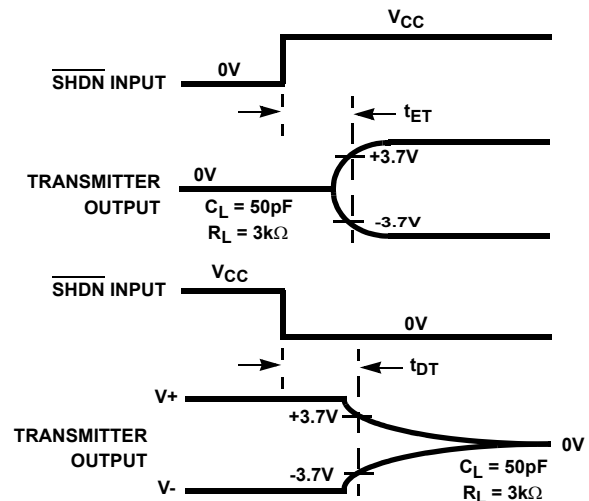 VCC
0V
SHDN INPUT
tET
+3.7V
0V
TRANSMITTER
OUTPUT
CL = 50pF
RL = 3kΩ
-3.7V
VCC
SHDN INPUT
0V
tDT
V+
+3.7V
TRANSMITTER
OUTPUT
0V
-3.7V
CL = 50pF
V-
RL = 3kΩ